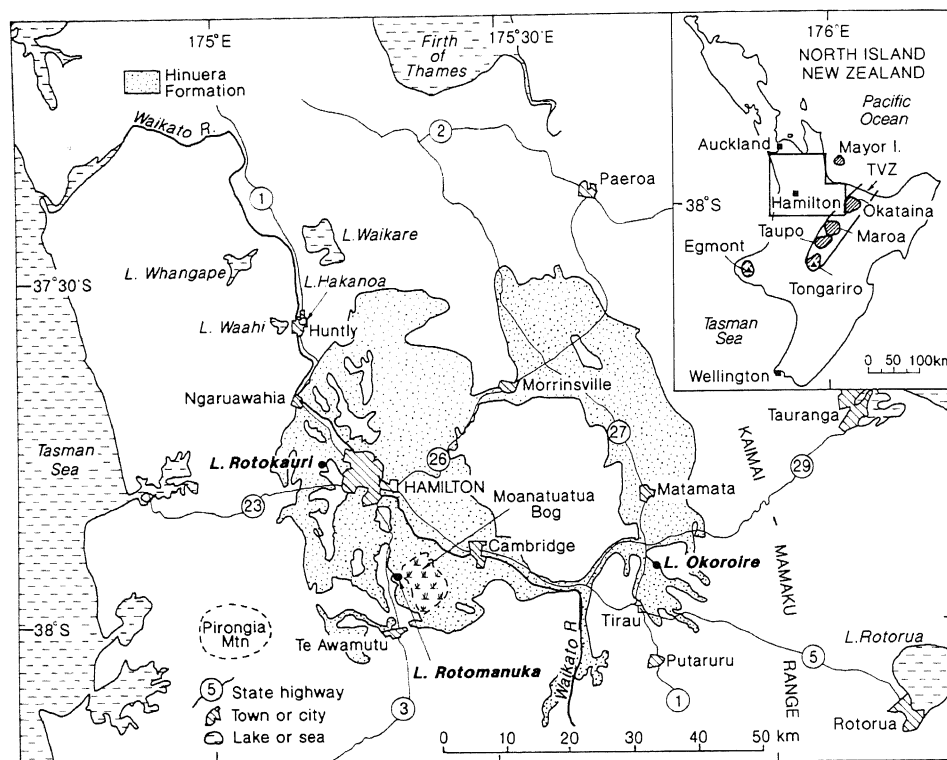 175°E
175°30'E
Firth
of
Thames
Hinuera
Formation
Waikato R.
2
1
Paeroa
L.Waikare
L. Whangape
L.Hakanoa
37°30'S
L. Waahi
Huntly
Morrinsville
Ngaruawahia
Tasman
Sea
L. Rotokauri
26
27
KAIMAI
29
Tauranga
HAMILTON
23
Moanatuatua
Bog
Matamata
Cambridge
L. Okoroire
MAMAKU
38°S
Pirongia
Mtn
Te Awamutu
L. Rotomanuka
Waikato R.
Tirau
Putaruru
L.Rotorua
5
State highway
Town or city
Lake or sea
3
1
5
RANGE
Rotorua
0 10 20 30 40 50 km
176°E
NORTH ISLAND
NEW ZEALAND
Pacific
Ocean
Auckland
Mayor I.
TVZ
38°S
Hamilton
Okataina
Taupo
Maroa
Egmont
Tongariro
Tasman
Sea
0 50 100km
Wellington